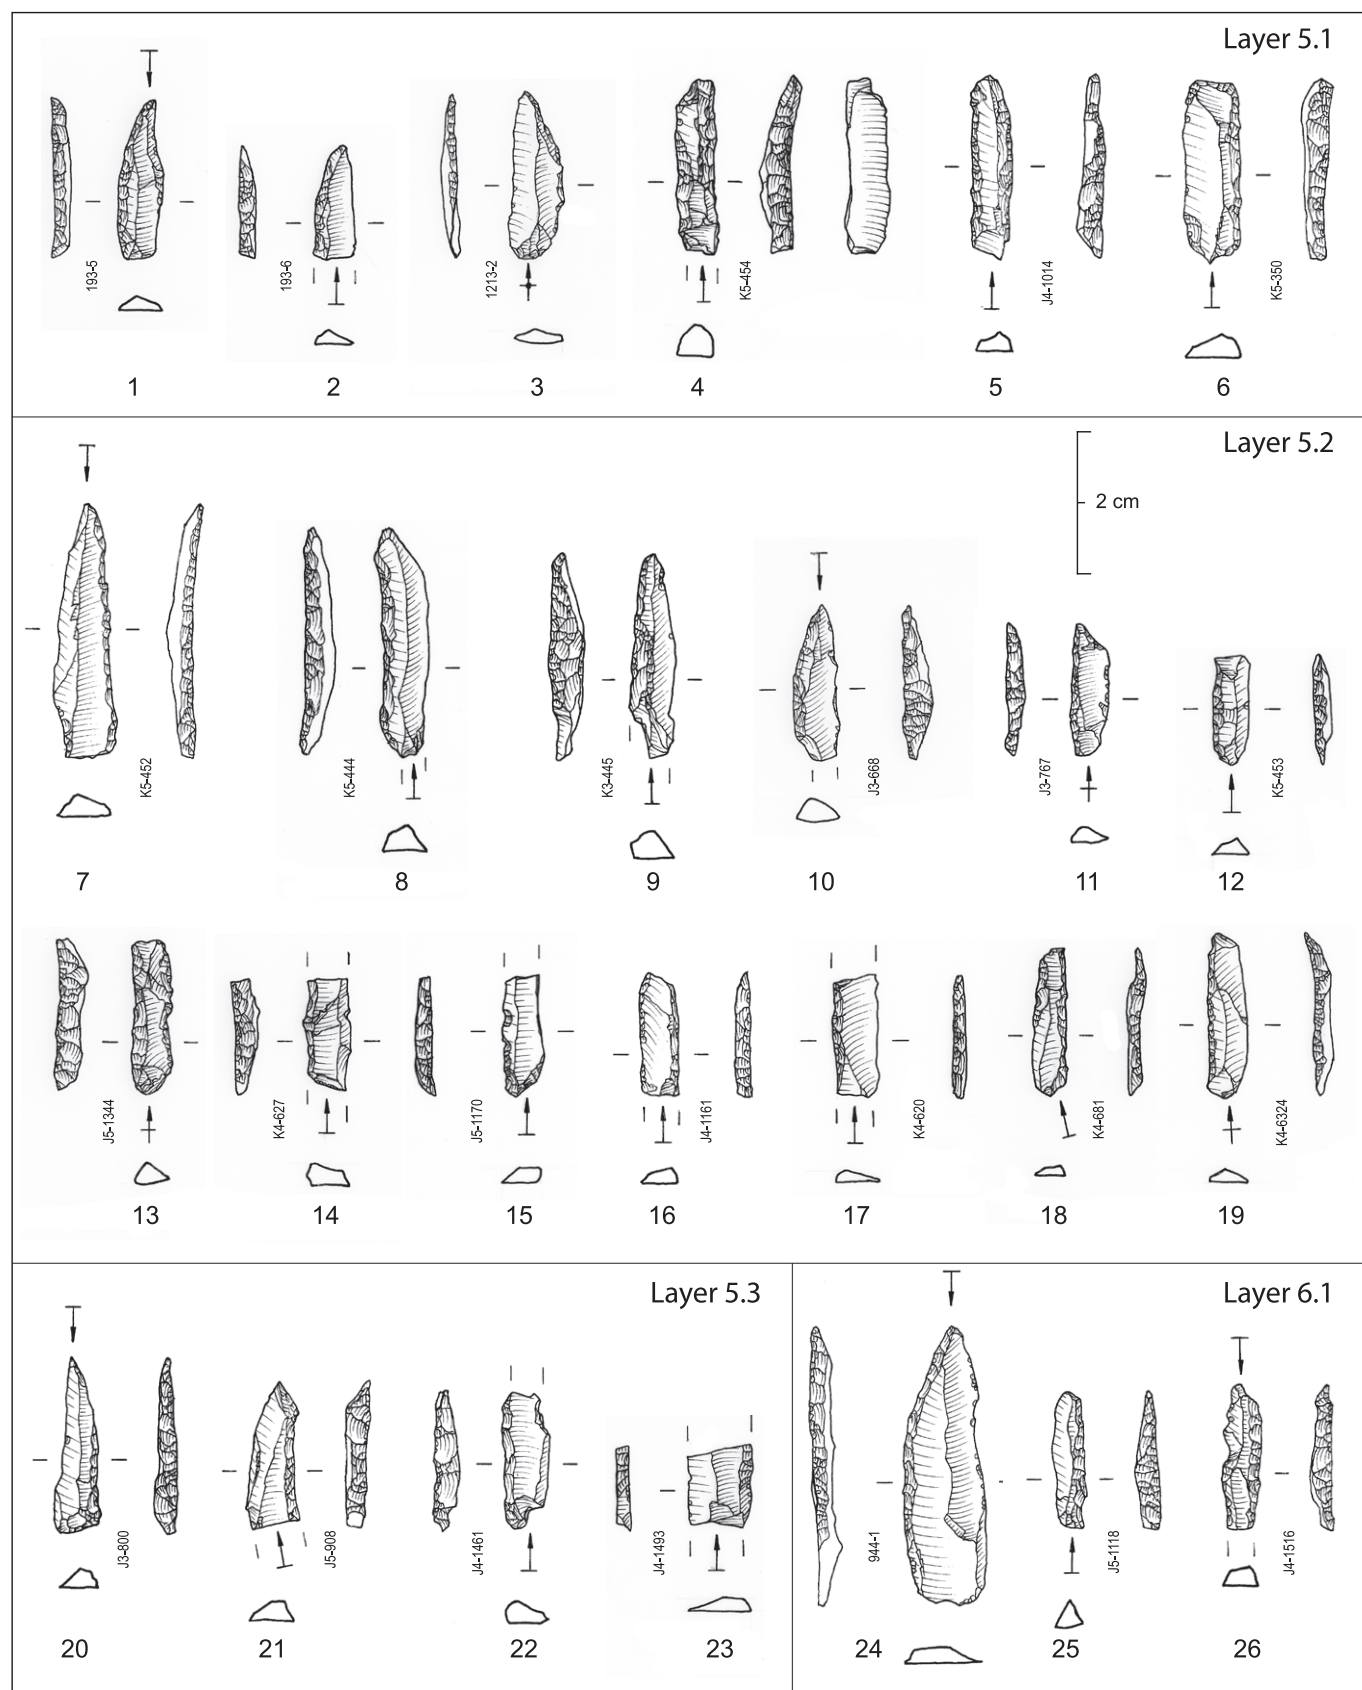 Layer 5.1
193-5
193-6
1213-2
K5-454
J4-1014
K5-350
1 2 3 4 5 6
Layer 5.2
2 cm
K5-452
K5-444
K3-445
J3-668
J3-767
K5-453
7 8 9 10 11 12
J5-1344
K4-627
J5-1170
J4-1161
K4-620
K4-681
K4-6324
13 14 15 16 17 18 19
Layer 5.3
J3-800
J5-908
J4-1461
J4-1493
20 21 22 23
Layer 6.1
944-1
J5-1118
J4-1516
24 25 26